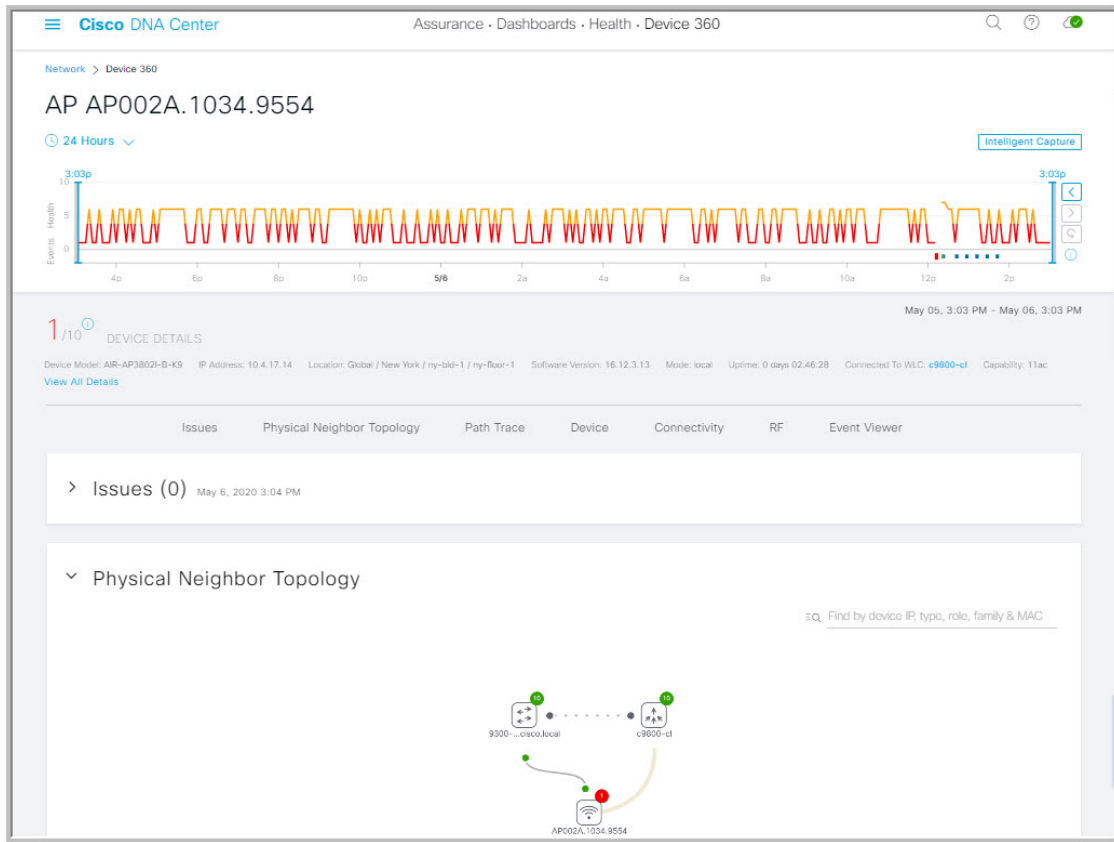 Cisco DNA Center
Assurance · Dashboards · Health · Device 360
Network > Device 360
AP AP002A.1034.9554
24 Hours
Intelligent Capture
3:03p
3:03p
10
5
0
Health
Events
4p
6p
8p
10p
5/6
2a
4a
6a
8a
10a
12p
2p
May 05, 3:03 PM - May 06, 3:03 PM
1/10 DEVICE DETAILS
Device Model: AIR-AP3802I-B-K9 IP Address: 10.4.17.14 Location: Global / New York / ny-bld-1 / ny-floor-1 Software Version: 16.12.3.13 Mode: local Uptime: 0 days 02:46:28 Connected To WLC: c9800-cl Capability: 11ac
View All Details
Issues Physical Neighbor Topology Path Trace Device Connectivity RF Event Viewer
Issues (0) May 6, 2020 3:04 PM
Physical Neighbor Topology
Find by device IP, type, role, family & MAC
10
10
9300-...cisco.local
c9800-cl
1
AP002A.1034.9554